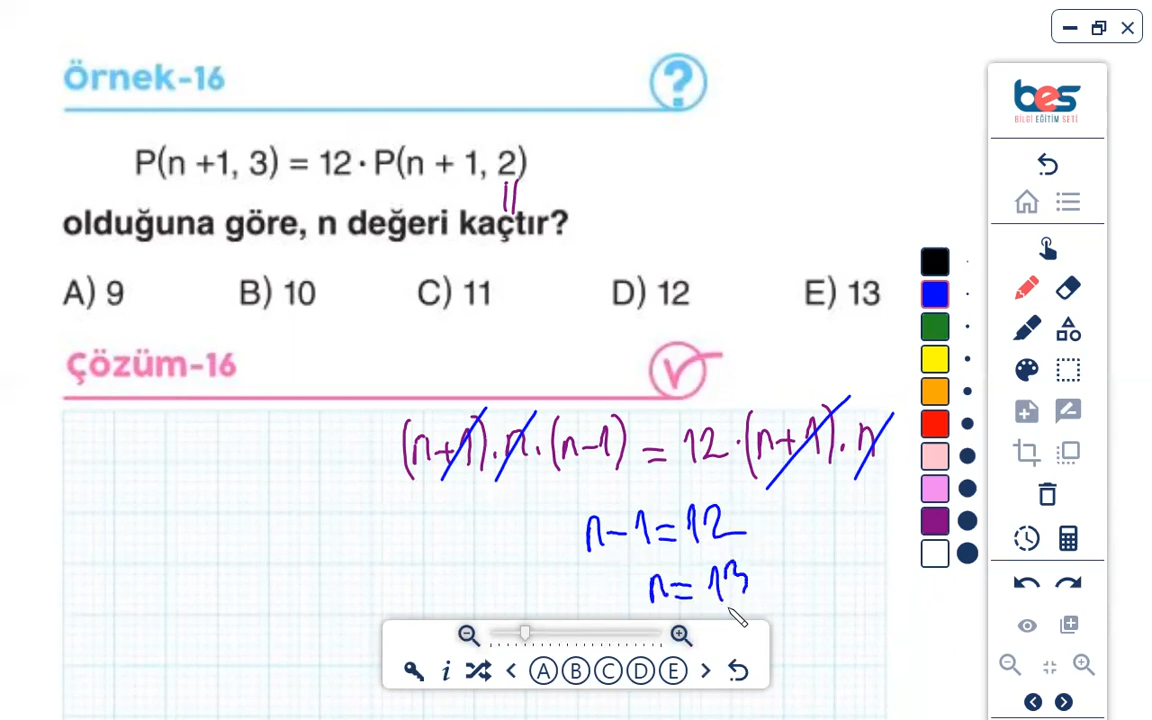 Örnek-16
?
P(n +1, 3) = 12 · P(n + 1, 2)
olduğuna göre, n değeri kaçtır?
A) 9 B) 10 C) 11 D) 12 E) 13
Çözüm-16
(n+1).n.(n-1) = 12.(n+1).n
n-1=12
n=13
bes
BİLGİ EĞİTİM SETİ
i A B C D E